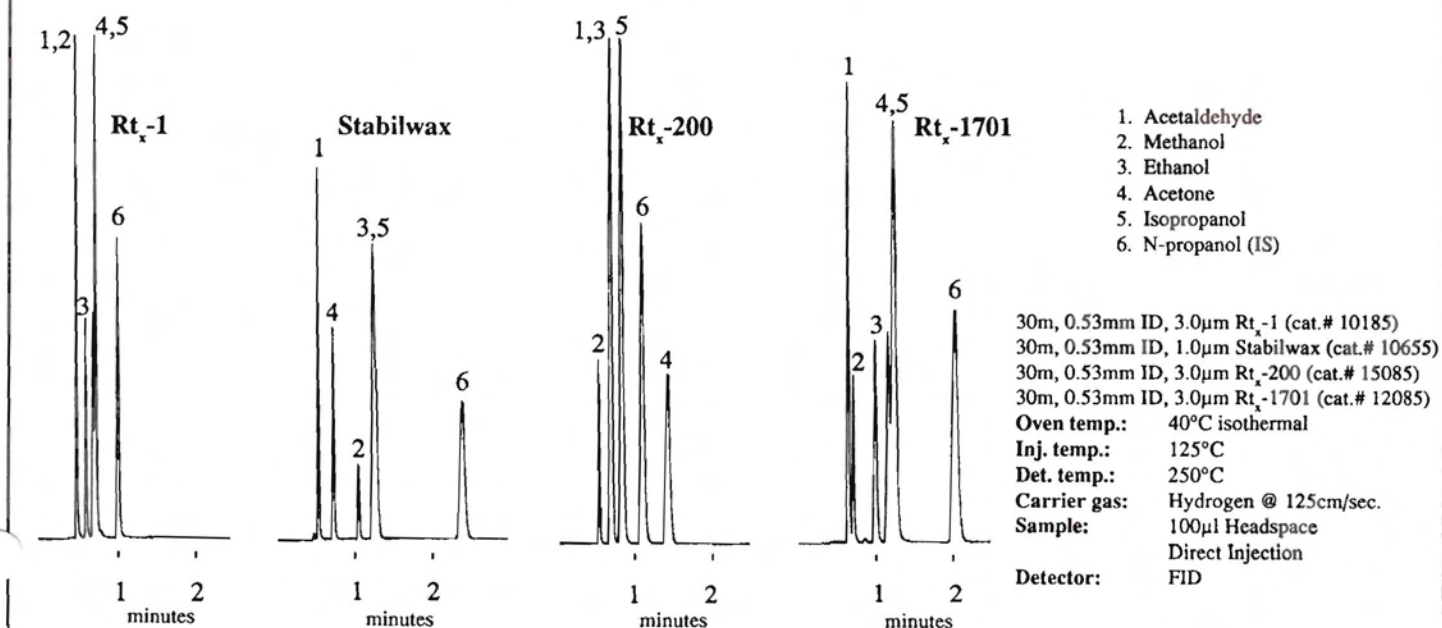 1,2
4,5
Rtx-1
3
6
1 2
minutes
Stabilwax
1
4
2
3,5
6
1 2
minutes
1,3 5
Rtx-200
2
6
4
1 2
minutes
1
4,5
Rtx-1701
2
3
6
1 2
minutes
1. Acetaldehyde
2. Methanol
3. Ethanol
4. Acetone
5. Isopropanol
6. N-propanol (IS)
30m, 0.53mm ID, 3.0µm Rtx-1 (cat.# 10185)
30m, 0.53mm ID, 1.0µm Stabilwax (cat.# 10655)
30m, 0.53mm ID, 3.0µm Rtx-200 (cat.# 15085)
30m, 0.53mm ID, 3.0µm Rtx-1701 (cat.# 12085)
Oven temp.: 40°C isothermal
Inj. temp.: 125°C
Det. temp.: 250°C
Carrier gas: Hydrogen @ 125cm/sec.
Sample: 100µl Headspace
Direct Injection
Detector: FID